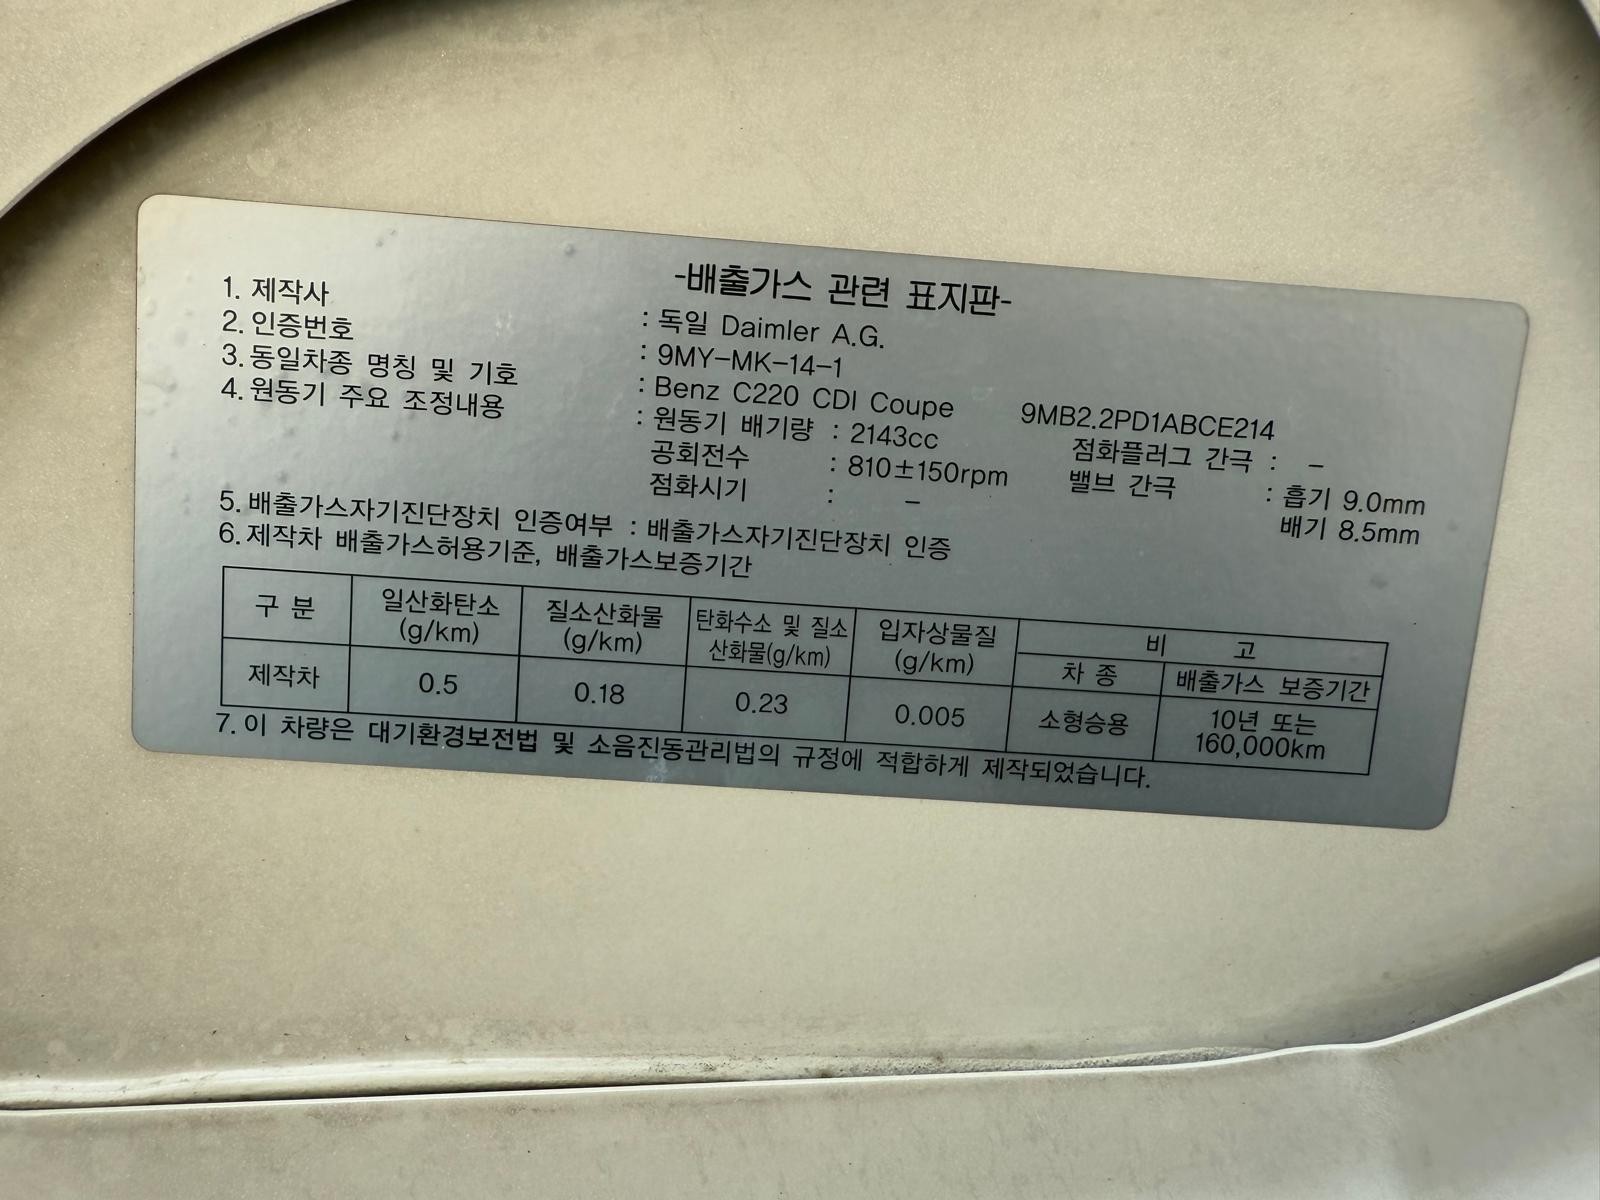 -배출가스 관련 표지판-
1. 제작사 : 독일 Daimler A.G.
2. 인증번호 : 9MY-MK-14-1
3. 동일차종 명칭 및 기호 : Benz C220 CDI Coupe 9MB2.2PD1ABCE214
4. 원동기 주요 조정내용 : 원동기 배기량 : 2143cc 점화플러그 간극 : -
공회전수 : 810±150rpm 밸브 간극 : 흡기 9.0mm
점화시기 : - 배기 8.5mm
5. 배출가스자기진단장치 인증여부 : 배출가스자기진단장치 인증
6. 제작차 배출가스허용기준, 배출가스보증기간
구 분 일산화탄소 (g/km) 질소산화물 (g/km) 탄화수소 및 질소산화물(g/km) 입자상물질 (g/km) 비 고
차 종 배출가스 보증기간
제작차 0.5 0.18 0.23 0.005 소형승용 10년 또는 160,000km
7. 이 차량은 대기환경보전법 및 소음진동관리법의 규정에 적합하게 제작되었습니다.